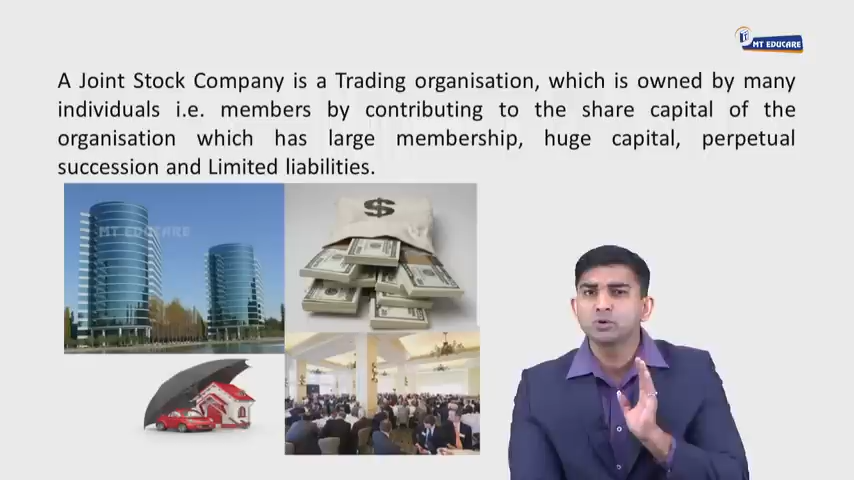 MT EDUCARE
A Joint Stock Company is a Trading organisation, which is owned by many
individuals i.e. members by contributing to the share capital of the
organisation which has large membership, huge capital, perpetual
succession and Limited liabilities.
MT EDUCARE
$